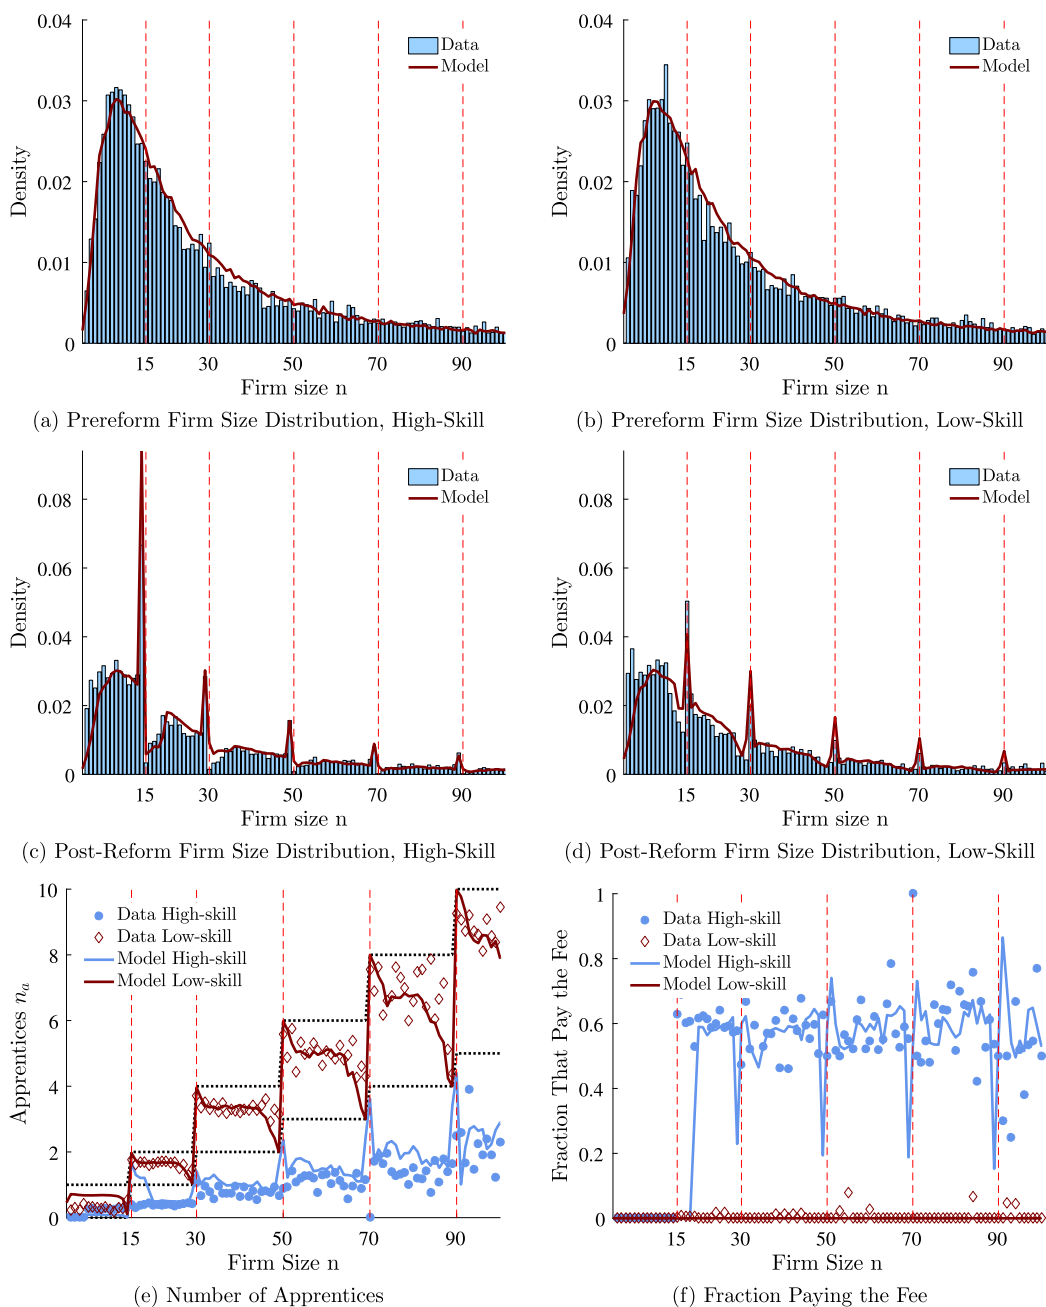 0.04
0.03
0.02
0.01
0
Density
Data
Model
15 30 50 70 90
Firm size n
(a) Prereform Firm Size Distribution, High-Skill
0.04
0.03
0.02
0.01
0
Density
Data
Model
15 30 50 70 90
Firm size n
(b) Prereform Firm Size Distribution, Low-Skill
0.08
0.06
0.04
0.02
0
Density
Data
Model
15 30 50 70 90
Firm size n
(c) Post-Reform Firm Size Distribution, High-Skill
0.08
0.06
0.04
0.02
0
Density
Data
Model
15 30 50 70 90
Firm size n
(d) Post-Reform Firm Size Distribution, Low-Skill
10
8
6
4
2
0
Apprentices nₐ
Data High-skill
Data Low-skill
Model High-skill
Model Low-skill
15 30 50 70 90
Firm Size n
(e) Number of Apprentices
1
0.8
0.6
0.4
0.2
0
Fraction That Pay the Fee
Data High-skill
Data Low-skill
Model High-skill
Model Low-skill
15 30 50 70 90
Firm Size n
(f) Fraction Paying the Fee